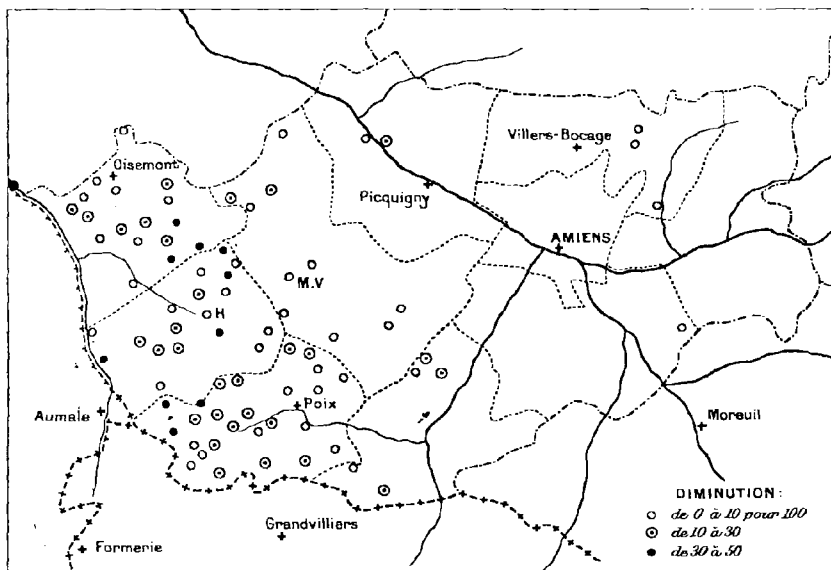 Villers-Bocage
Oisemont
Picquigny
AMIENS
M.V
H
Aumale
Poix
Moreuil
DIMINUTION:
de 0 à 10 pour 100
de 10 à 30
de 30 à 50
Grandvilliers
Formerie